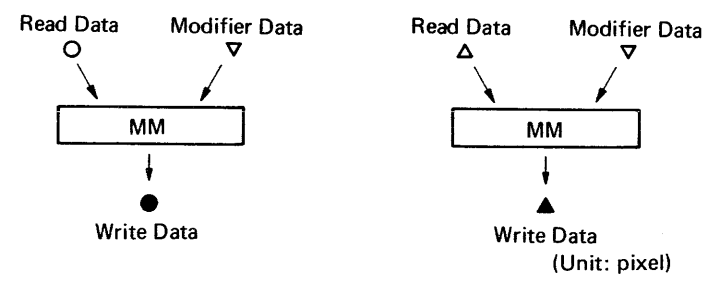 Read Data
Modifier Data
MM
Write Data
Read Data
Modifier Data
MM
Write Data
(Unit: pixel)